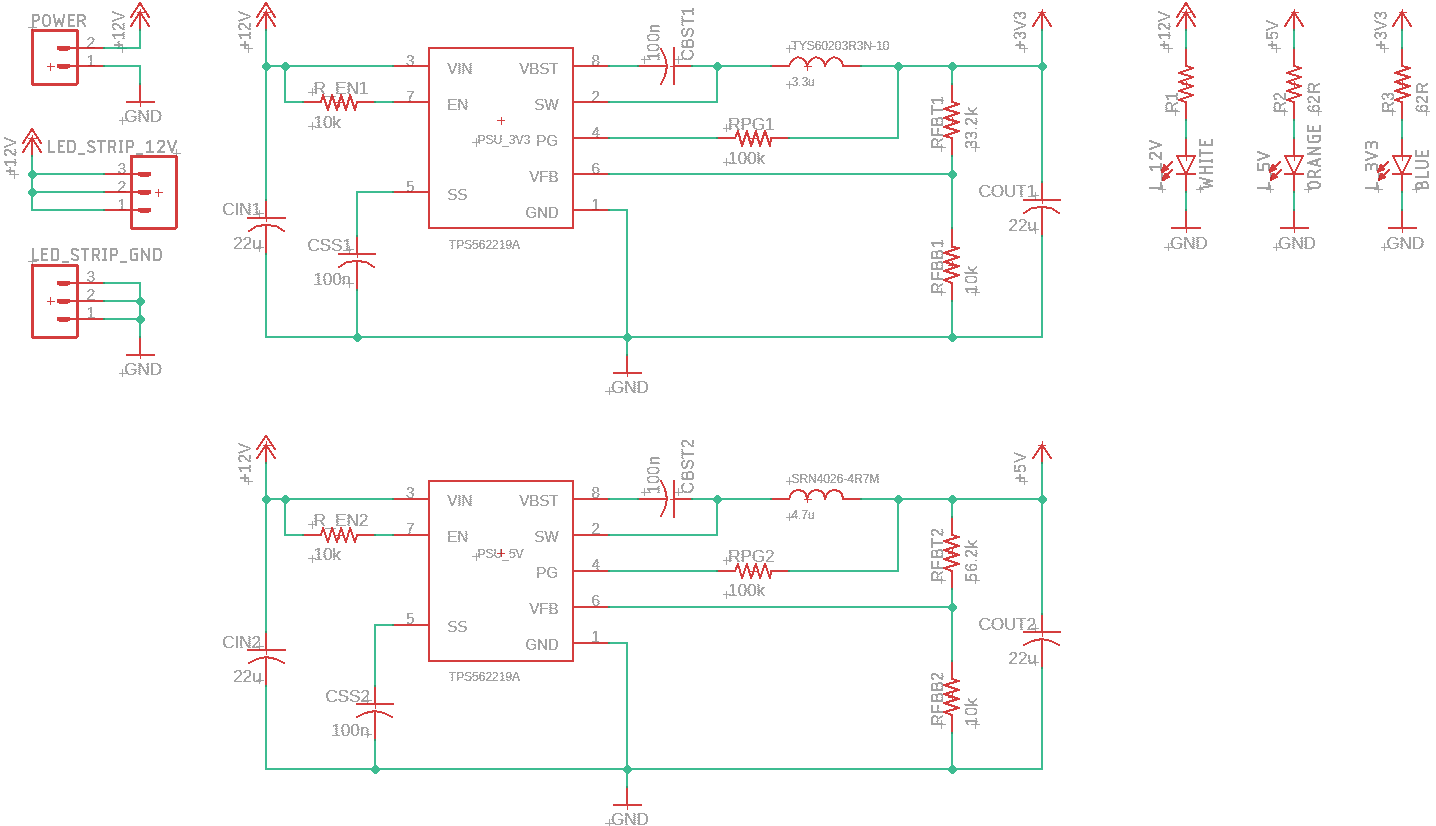 POWER
+12V
2
1
GND
+12V
LED_STRIP_12V
3
2
1
LED_STRIP_GND
3
2
1
GND
+12V
R_EN1
10k
CIN1
22u
CSS1
100n
3
7
5
VIN
EN
SS
PSU_3V3
VBST
SW
PG
VFB
GND
TPS562219A
8
2
4
6
1
100n
CBST1
TYS60203R3N-10
3.3u
RPG1
100k
RFBT1
33.2k
RFBB1
10k
+3V3
COUT1
22u
GND
+12V
R1
L_12V
WHITE
GND
+5V
R2
62R
L_5V
ORANGE
GND
+3V3
R3
62R
L_3V3
BLUE
GND
+12V
R_EN2
10k
CIN2
22u
CSS2
100n
3
7
5
VIN
EN
SS
PSU_5V
VBST
SW
PG
VFB
GND
TPS562219A
8
2
4
6
1
100n
CBST2
SRN4026-4R7M
4.7u
RPG2
100k
RFBT2
56.2k
RFBB2
10k
+5V
COUT2
22u
GND